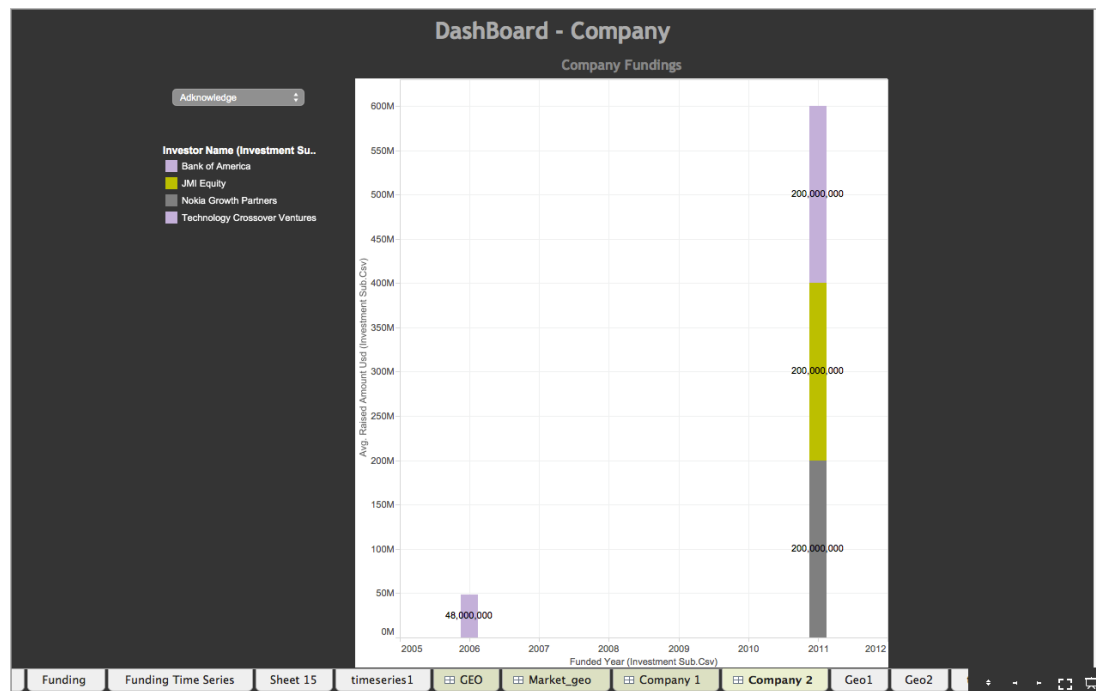 DashBoard - Company
Company Fundings
Adknowledge
Investor Name (Investment Su..
Bank of America
JMI Equity
Nokia Growth Partners
Technology Crossover Ventures
Avg. Raised Amount Usd (Investment Sub.Csv)
600M
550M
500M
450M
400M
350M
300M
250M
200M
150M
100M
50M
0M
200,000,000
200,000,000
200,000,000
48,000,000
2005 2006 2007 2008 2009 2010 2011 2012
Funded Year (Investment Sub.Csv)
Funding Funding Time Series Sheet 15 timeseries1 GEO Market_geo Company 1 Company 2 Geo1 Geo2